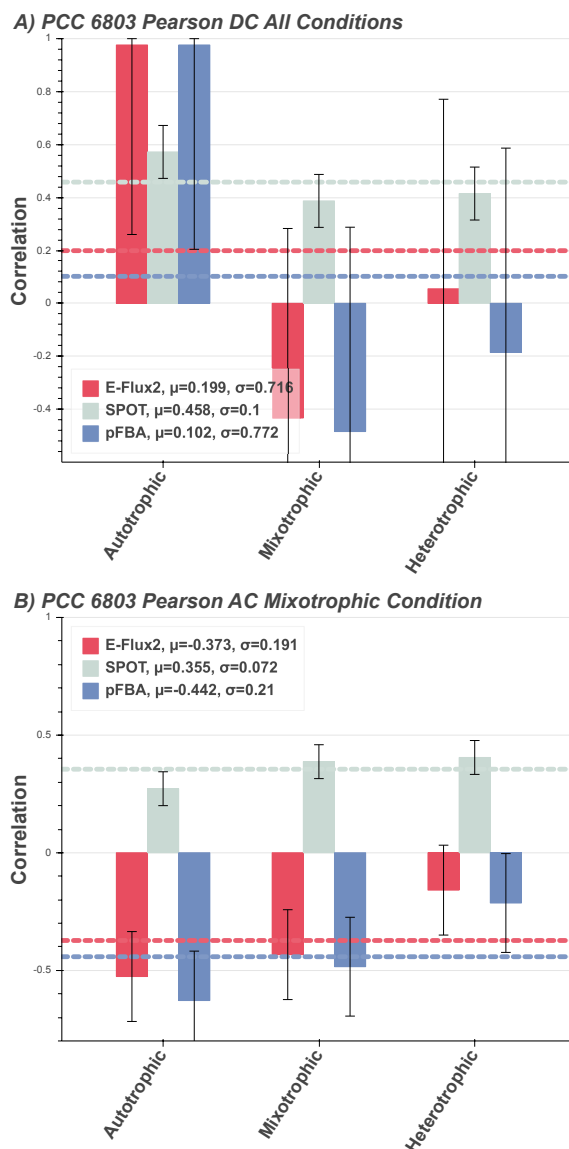 A) PCC 6803 Pearson DC All Conditions
1
0.8
0.6
0.4
0.2
0
-0.2
-0.4
Correlation
E-Flux2, μ=0.199, σ=0.716
SPOT, μ=0.458, σ=0.1
pFBA, μ=0.102, σ=0.772
Autotrophic
Mixotrophic
Heterotrophic
B) PCC 6803 Pearson AC Mixotrophic Condition
1
0.5
0
-0.5
Correlation
E-Flux2, μ=-0.373, σ=0.191
SPOT, μ=0.355, σ=0.072
pFBA, μ=-0.442, σ=0.21
Autotrophic
Mixotrophic
Heterotrophic